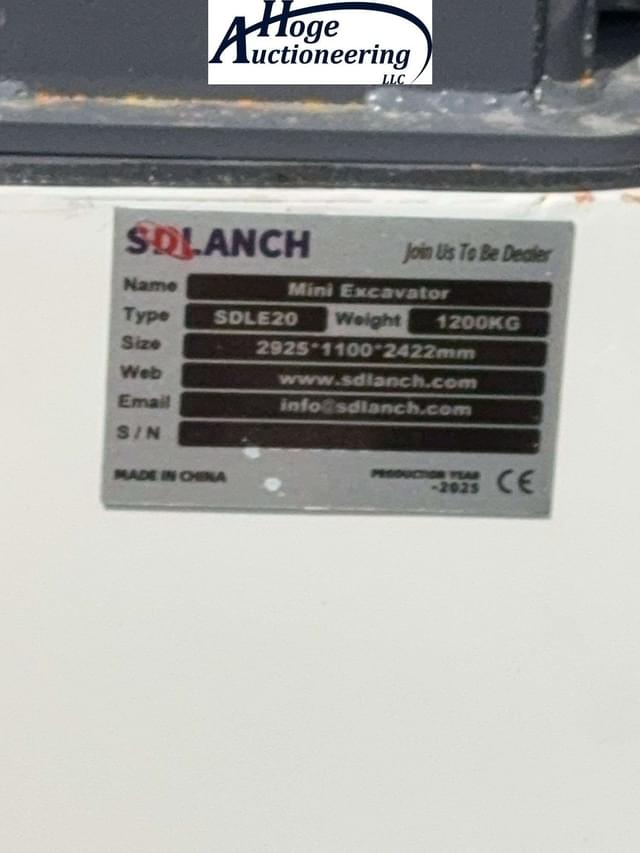 Hoge
Auctioneering
LLC
SDLANCH Join Us To Be Dealer
Name Mini Excavator
Type SDLE20 Weight 1200KG
Size 2925*1100*2422mm
Web www.sdlanch.com
Email info@sdlanch.com
S/N
MADE IN CHINA PRODUCTION YEAR
-2025 CE